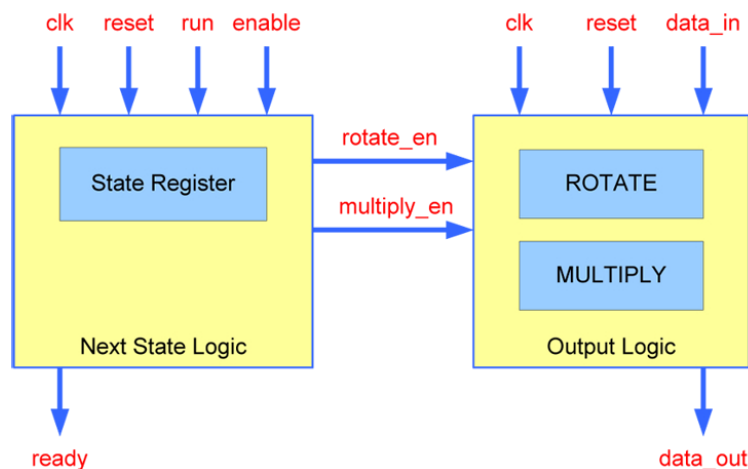 clk reset run enable
clk reset data_in
rotate_en
State Register
ROTATE
multiply_en
MULTIPLY
Next State Logic
Output Logic
ready
data_out